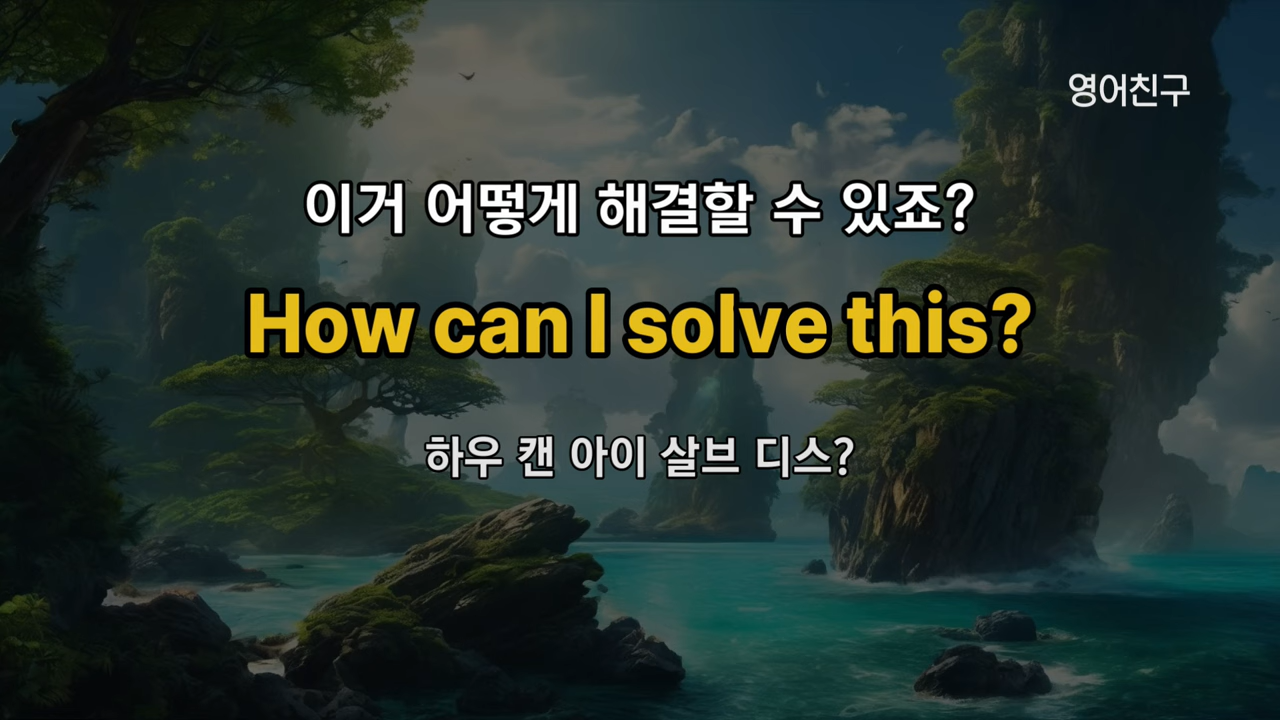 영어친구
이거 어떻게 해결할 수 있죠?
How can I solve this?
하우 캔 아이 살브 디스?